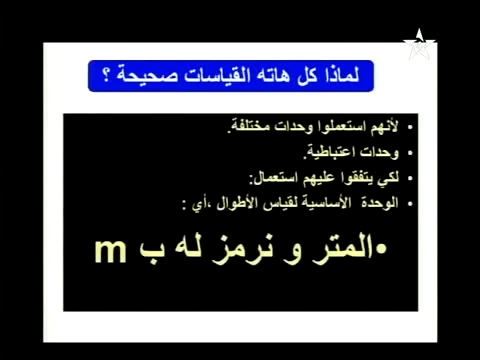 لماذا كل هاته القياسات صحيحة ؟
• لأنهم استعملوا وحدات مختلفة.
• وحدات اعتباطية.
• لكي يتفقوا عليهم استعمال:
• الوحدة الأساسية لقياس الأطوال ،أي :
•المتر و نرمز له ب m